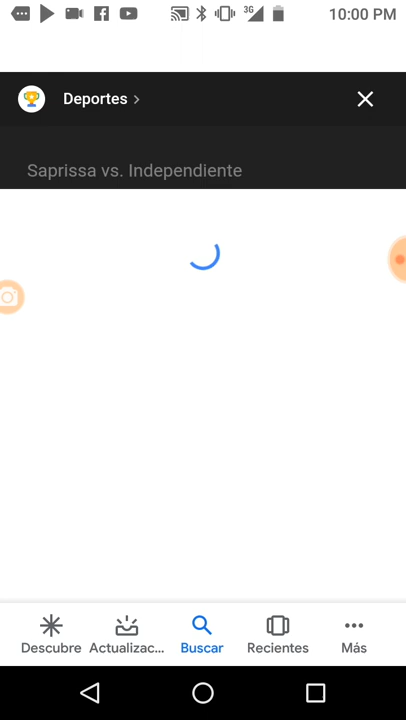 3G 10:00 PM
Deportes
Saprissa vs. Independiente
Descubre Actualizac... Buscar Recientes Más